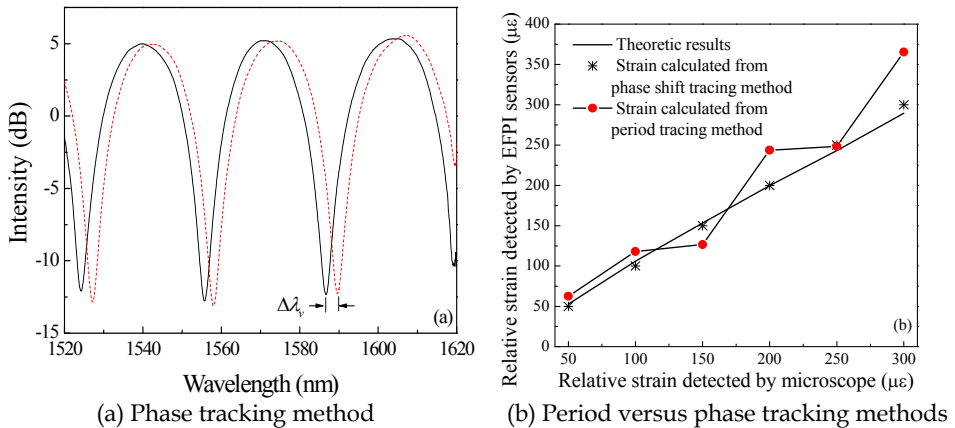 Intensity (dB)
5
0
-5
-10
-15
1520
1540
1560
1580
1600
1620
Δλv
(a)
Wavelength (nm)
(a) Phase tracking method
Relative strain detected by EFPI sensors (με)
400
350
300
250
200
150
100
50
0
Theoretic results
Strain calculated from
phase shift tracing method
Strain calculated from
period tracing method
(b)
50
100
150
200
250
300
Relative strain detected by microscope (με)
(b) Period versus phase tracking methods